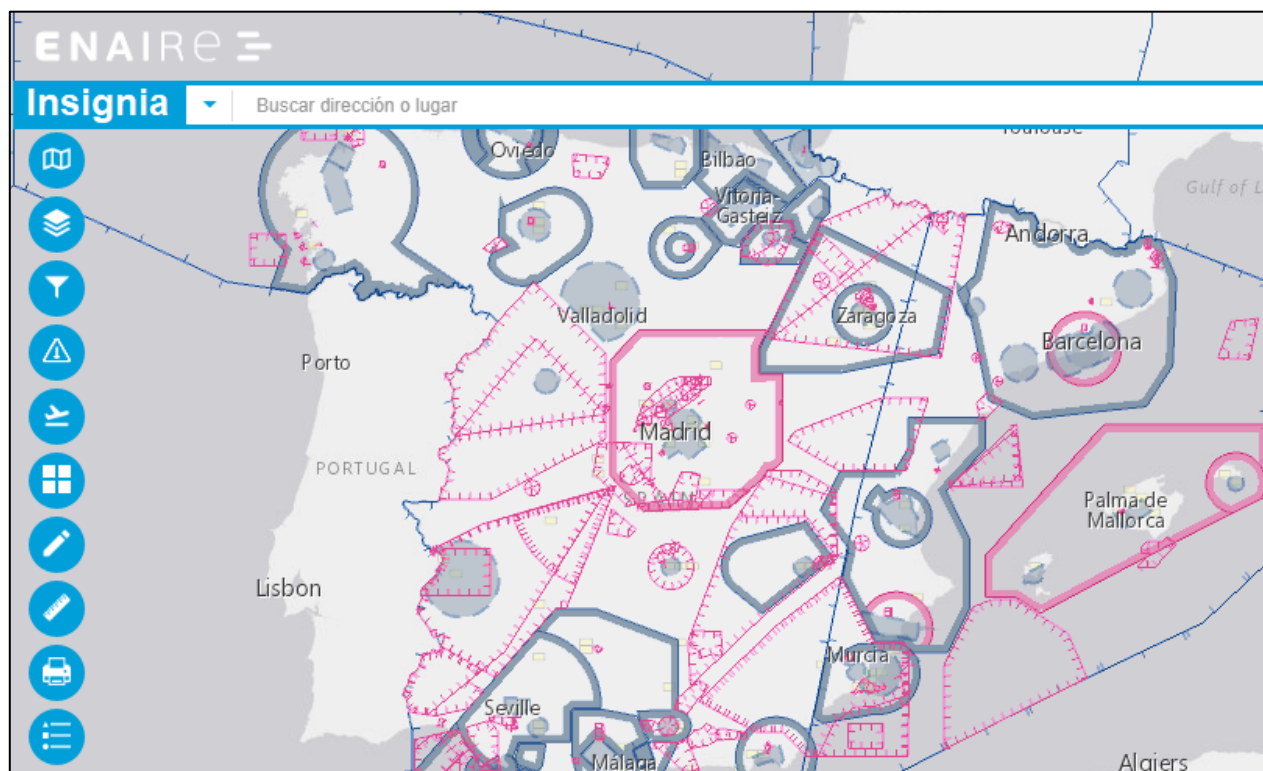 ENAIRE
Insignia
Buscar dirección o lugar
Toulouse
Oviedo
Bilbao
Vitoria-
Gasteiz
Gulf of L
Andorra
Valladolid
Zaragoza
Barcelona
Porto
Madrid
PORTUGAL
SPAIN
Palma de
Mallorca
Lisbon
Murcia
Seville
Málaga
Algiers